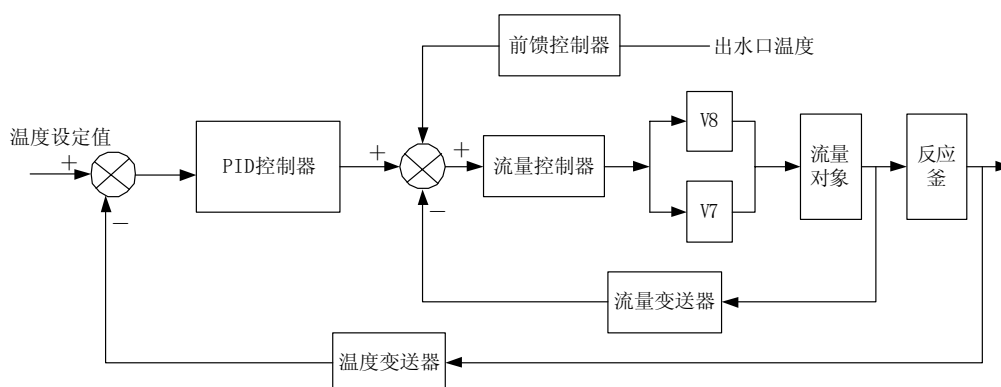 前馈控制器
出水口温度
温度设定值
+
PID控制器
+
+
流量控制器
V8
V7
流量
对象
反应
釜
−
−
流量变送器
温度变送器